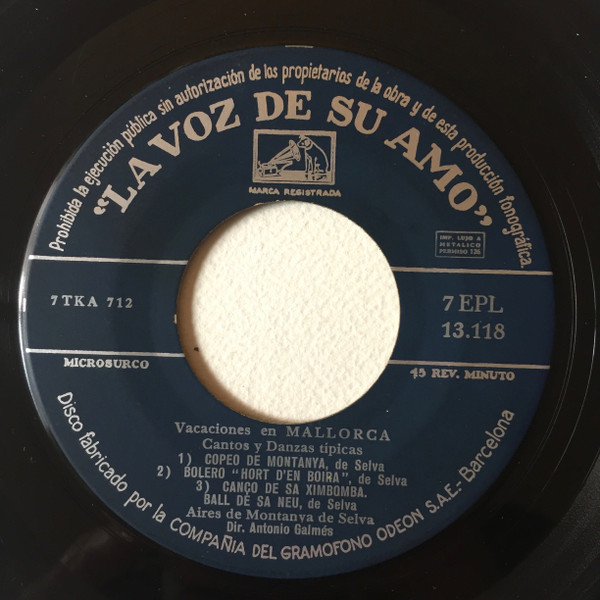 Prohibida la ejecución pública sin autorización de los propietarios de la obra y de esta producción fonográfica.
"LA VOZ DE SU AMO"
MARCA REGISTRADA
IMP. LUJO A
METALICO
PERMISO 126
7TKA 712
7 EPL
13.118
MICROSURCO
45 REV. MINUTO
Vacaciones en MALLORCA
Cantos y Danzas típicas
1) COPEO DE MONTANYA, de Selva
2) BOLERO "HORT D'EN BOIRA", de Selva
3) CANÇO DE SA XIMBOMBA.
BALL DE SA NEU, de Selva
Aires de Montanya de Selva
Dir. Antonio Galmés
Disco fabricado por la COMPAÑIA DEL GRAMOFONO ODEON S.A.E.- Barcelona